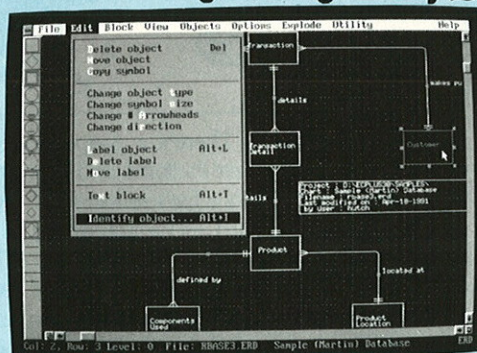 File Edit Block View Objects Options Explode Utility Help
Delete object Del
Move object
Copy symbol
Change object type
Change symbol size
Change # Arrowheads
Change direction
Label object Alt+L
Delete label
Move label
Text block Alt+T
Identify object... Alt+I
Transaction
makes pu
details
Customer
Transaction
Detail
Project : D:\ECPLUSDB\SAMPLES\
Chart : Sample (Martin) Database
Filename : rbase3.erd
Last modified on : Apr-10-1991
by User : hutch
tails
Product
defined by
located at
Components
Used
Product
Location
Col: 2, Row: 3 Level: 0 File: RBASE3.ERD Sample (Martin) Database ERD